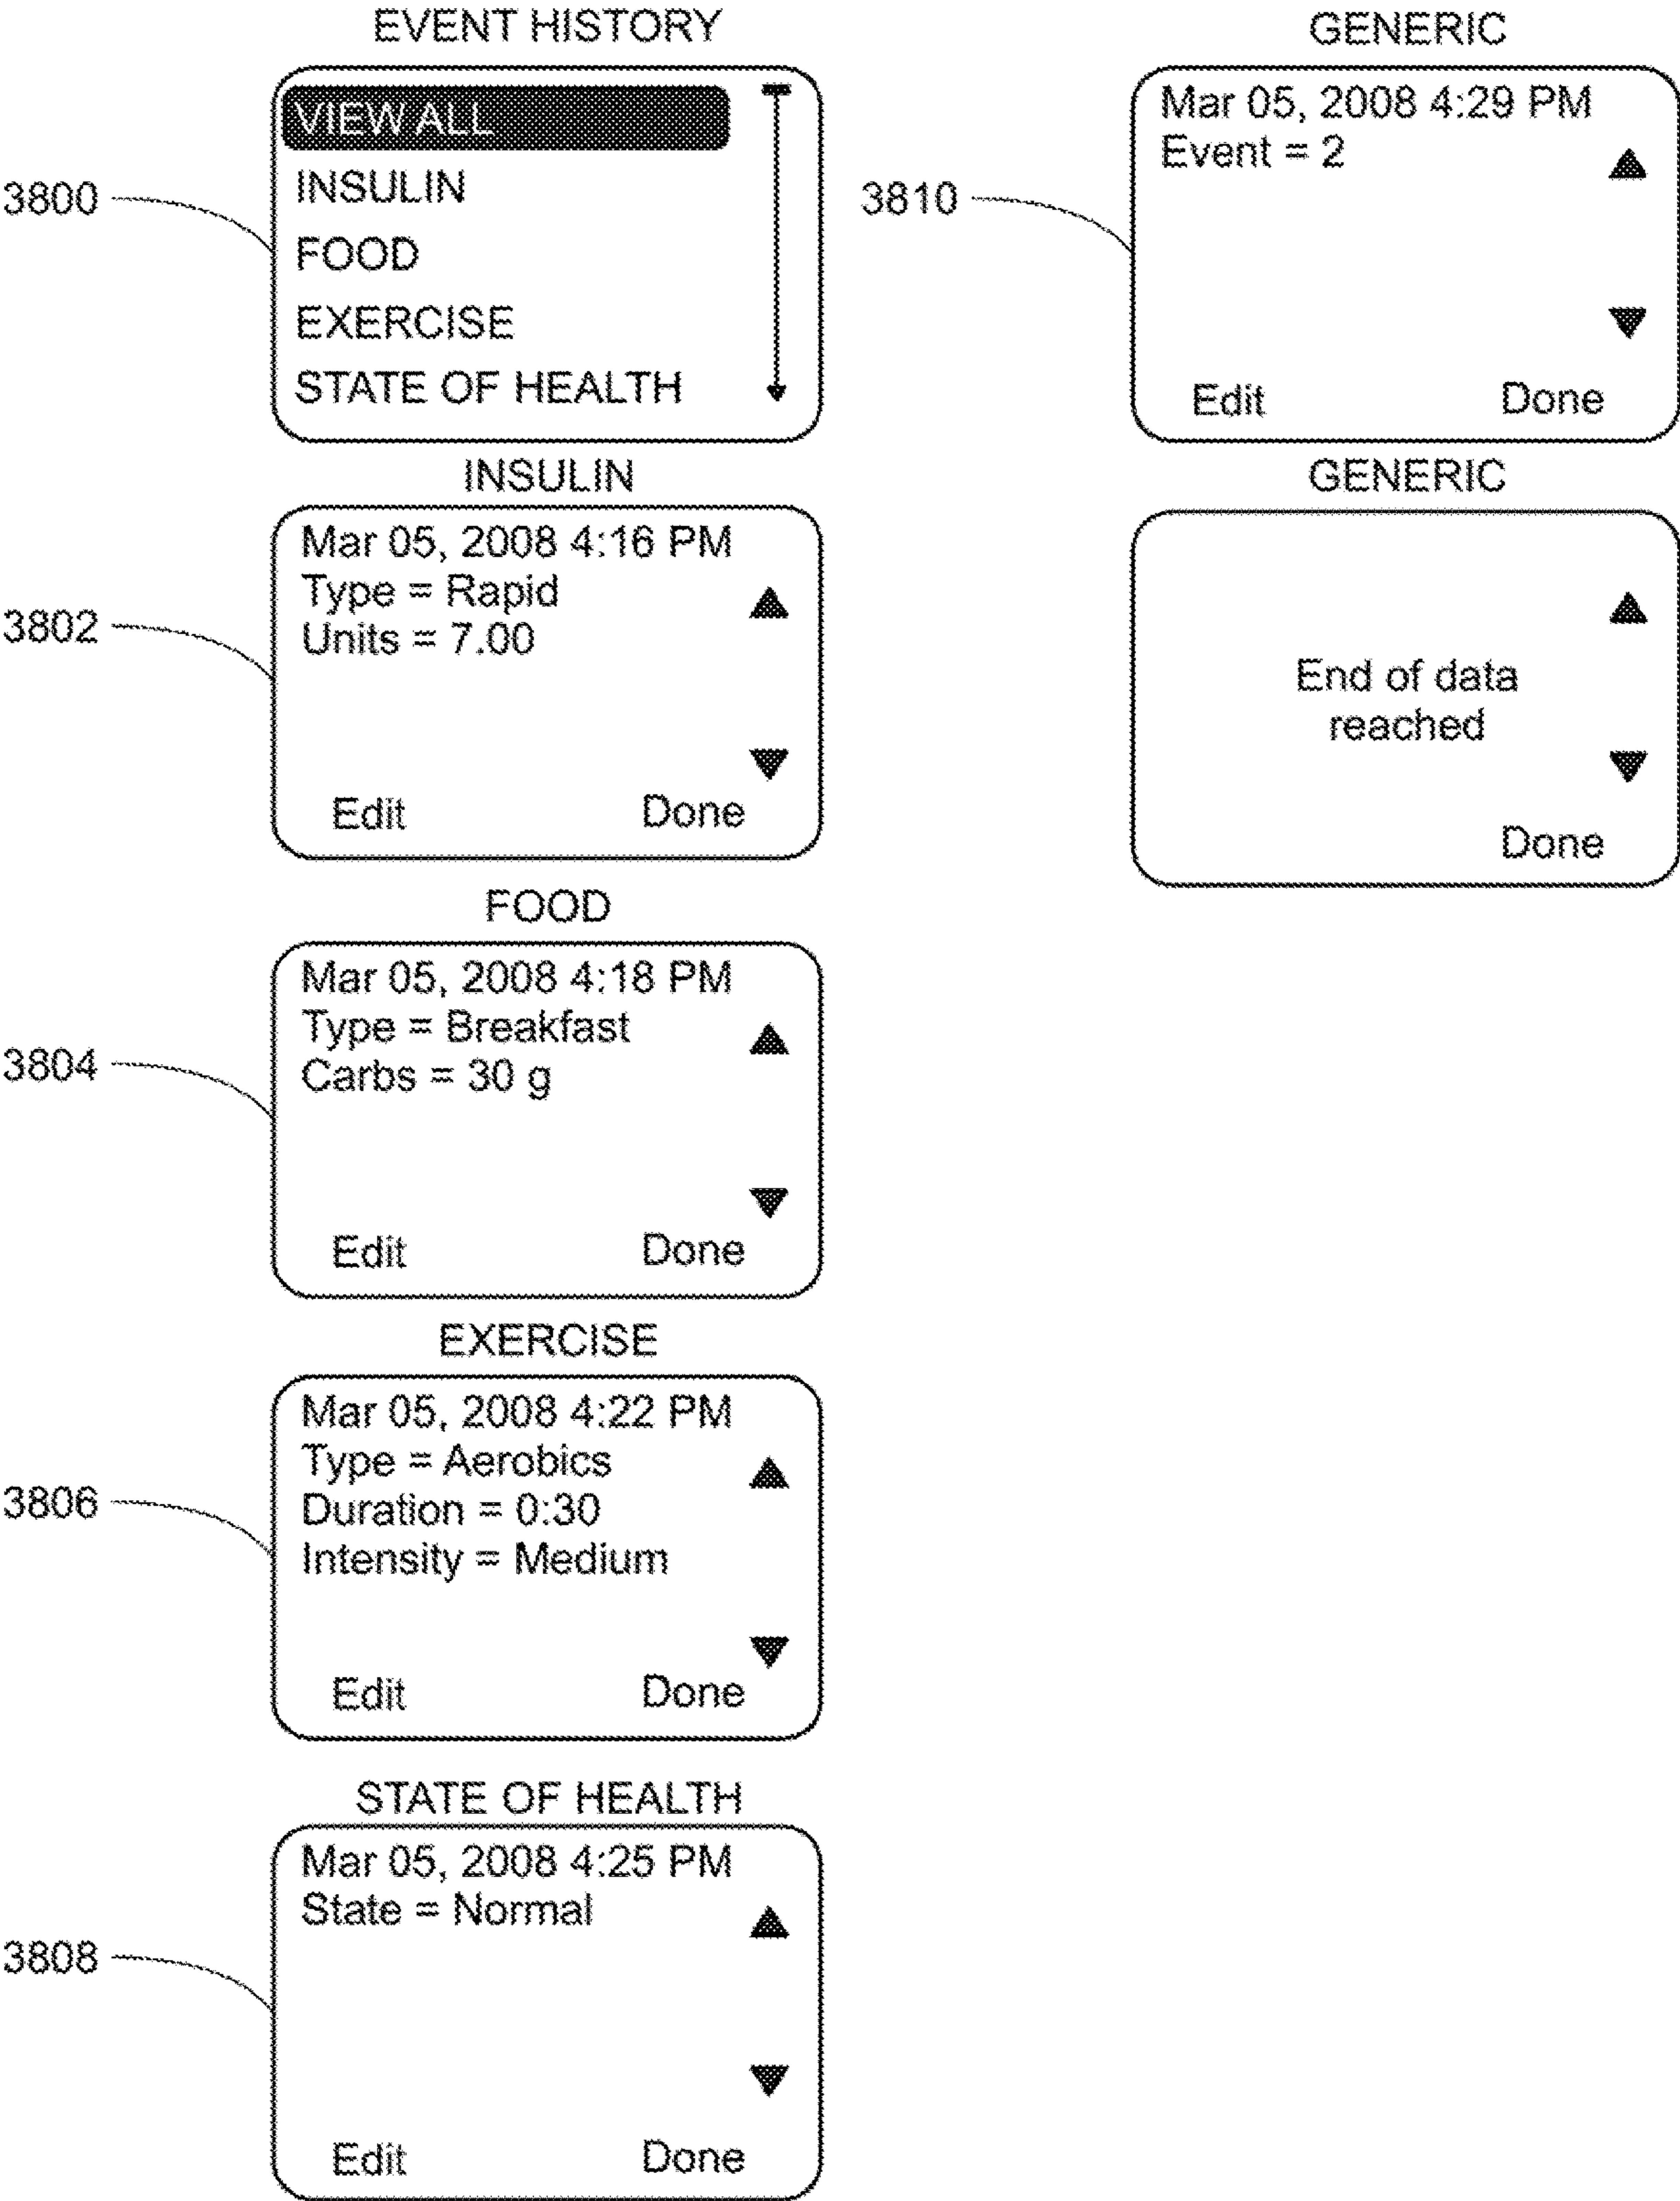 EVENT HISTORY
3800
VIEW ALL
INSULIN
FOOD
EXERCISE
STATE OF HEALTH
INSULIN
3802
Mar 05, 2008 4:16 PM
Type = Rapid
Units = 7.00
Edit Done
FOOD
3804
Mar 05, 2008 4:18 PM
Type = Breakfast
Carbs = 30 g
Edit Done
EXERCISE
3806
Mar 05, 2008 4:22 PM
Type = Aerobics
Duration = 0:30
Intensity = Medium
Edit Done
STATE OF HEALTH
3808
Mar 05, 2008 4:25 PM
State = Normal
Edit Done
GENERIC
3810
Mar 05, 2008 4:29 PM
Event = 2
Edit Done
GENERIC
End of data
reached
Done